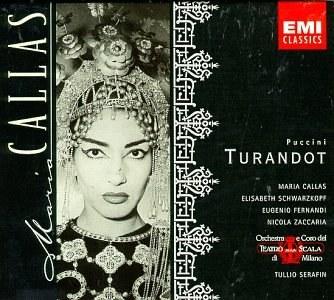 Maria CALLAS
EMI
CLASSICS
Puccini
TURANDOT
MARIA CALLAS
ELISABETH SCHWARZKOPF
EUGENIO FERNANDI
NICOLA ZACCARIA
Orchestra e Coro del
TEATRO ALLA SCALA
di Milano
TULLIO SERAFIN